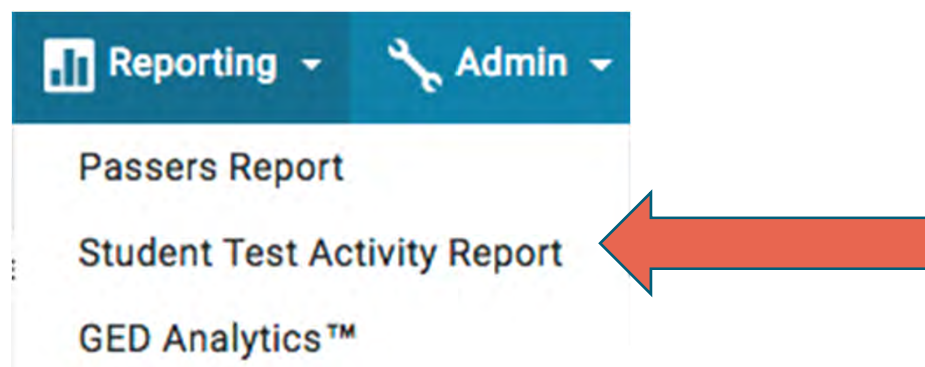 Reporting Admin
Passers Report
Student Test Activity Report
GED Analytics™